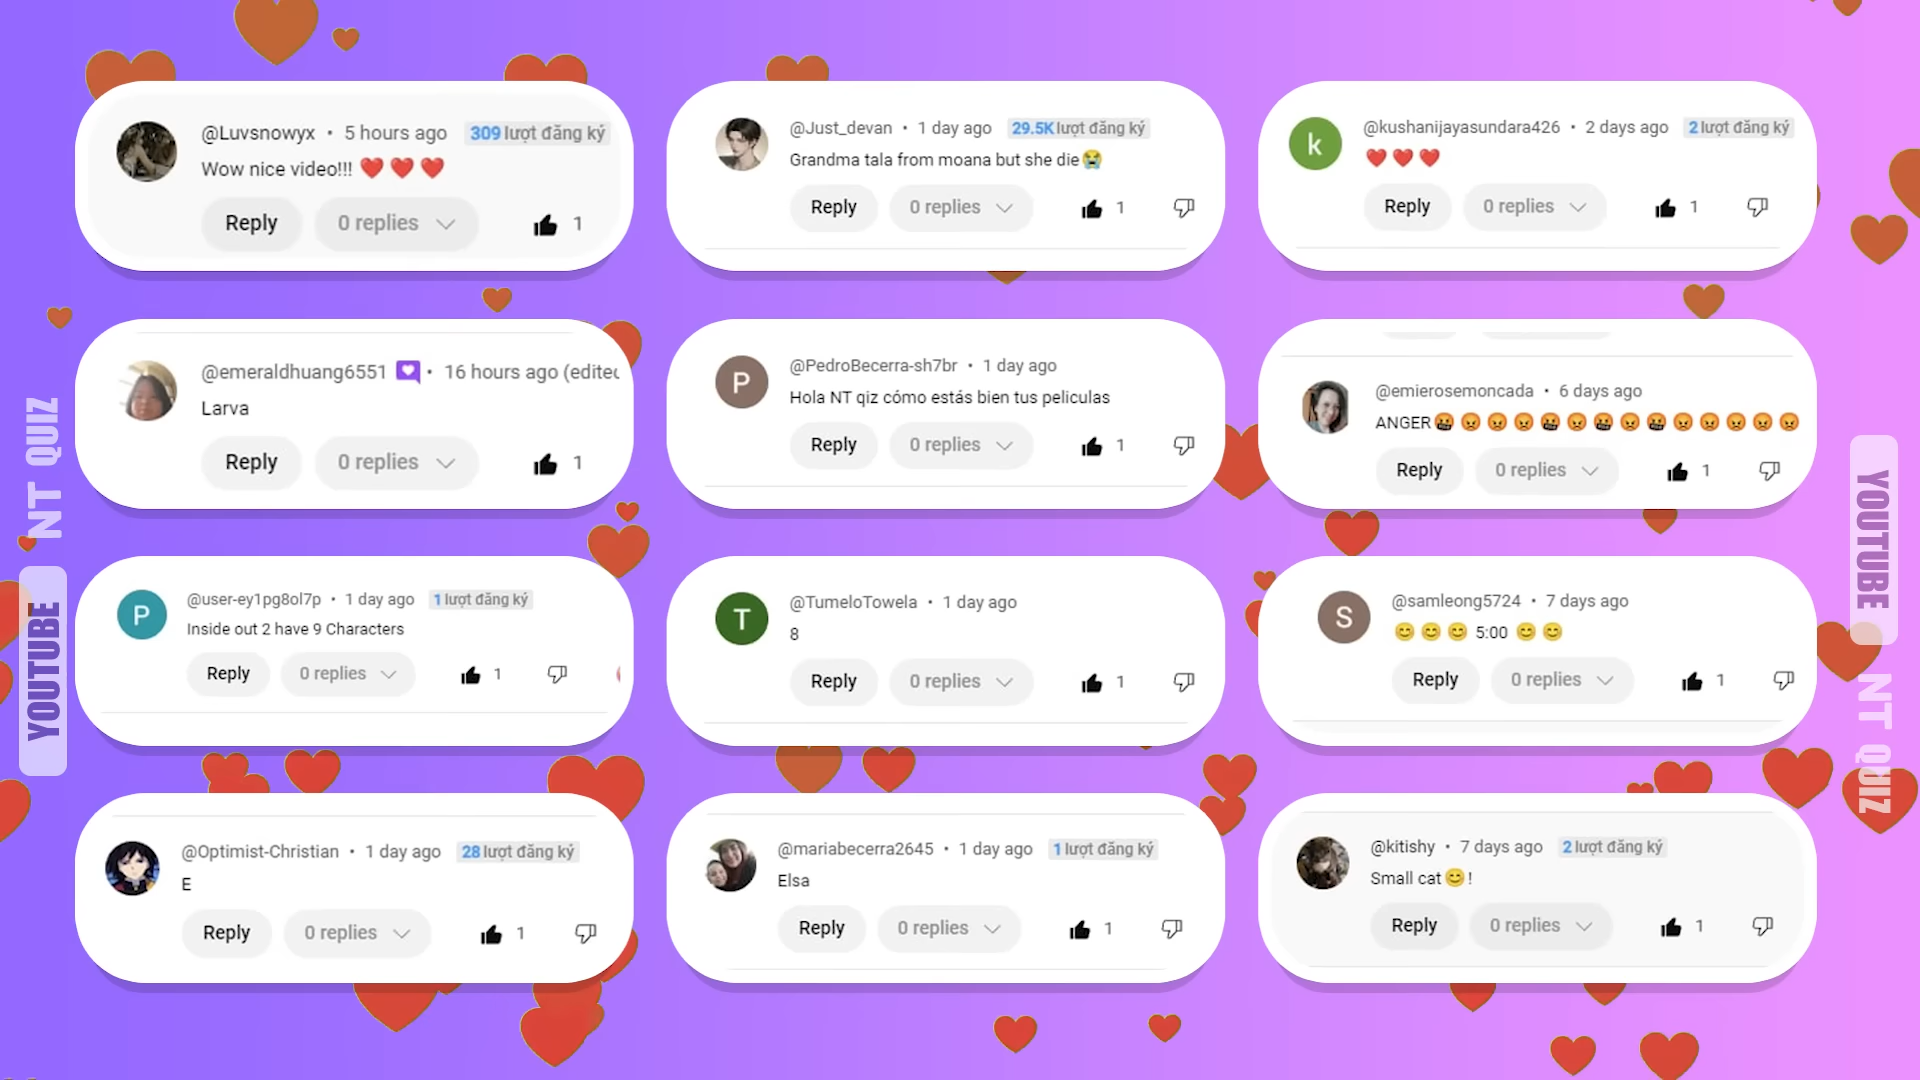 @Luvsnowyx • 5 hours ago 309 lượt đăng ký
Wow nice video!!! ❤️ ❤️ ❤️
Reply 0 replies 1
@Just_devan • 1 day ago 29.5K lượt đăng ký
Grandma tala from moana but she die😭
Reply 0 replies 1
@kushanijayasundara426 • 2 days ago 2 lượt đăng ký
❤️ ❤️ ❤️
Reply 0 replies 1
@emeraldhuang6551 • 16 hours ago (edited
Larva
Reply 0 replies 1
@PedroBecerra-sh7br • 1 day ago
Hola NT qiz cómo estás bien tus peliculas
Reply 0 replies 1
@emierosemoncada • 6 days ago
ANGER🤬 😡 😡 😡 🤬 😡 🤬 😡 🤬 😡 😡 😡 😡 😡
Reply 0 replies 1
@user-ey1pg8ol7p • 1 day ago 1 lượt đăng ký
Inside out 2 have 9 Characters
Reply 0 replies 1
@TumeloTowela • 1 day ago
8
Reply 0 replies 1
@samleong5724 • 7 days ago
😊 😊 😊 5:00 😊 😊
Reply 0 replies 1
@Optimist-Christian • 1 day ago 28 lượt đăng ký
E
Reply 0 replies 1
@mariabecerra2645 • 1 day ago 1 lượt đăng ký
Elsa
Reply 0 replies 1
@kitishy • 7 days ago 2 lượt đăng ký
Small cat😊!
Reply 0 replies 1
YOUTUBE NT QUIZ
YOUTUBE NT QUIZ
P
k
P
T
S